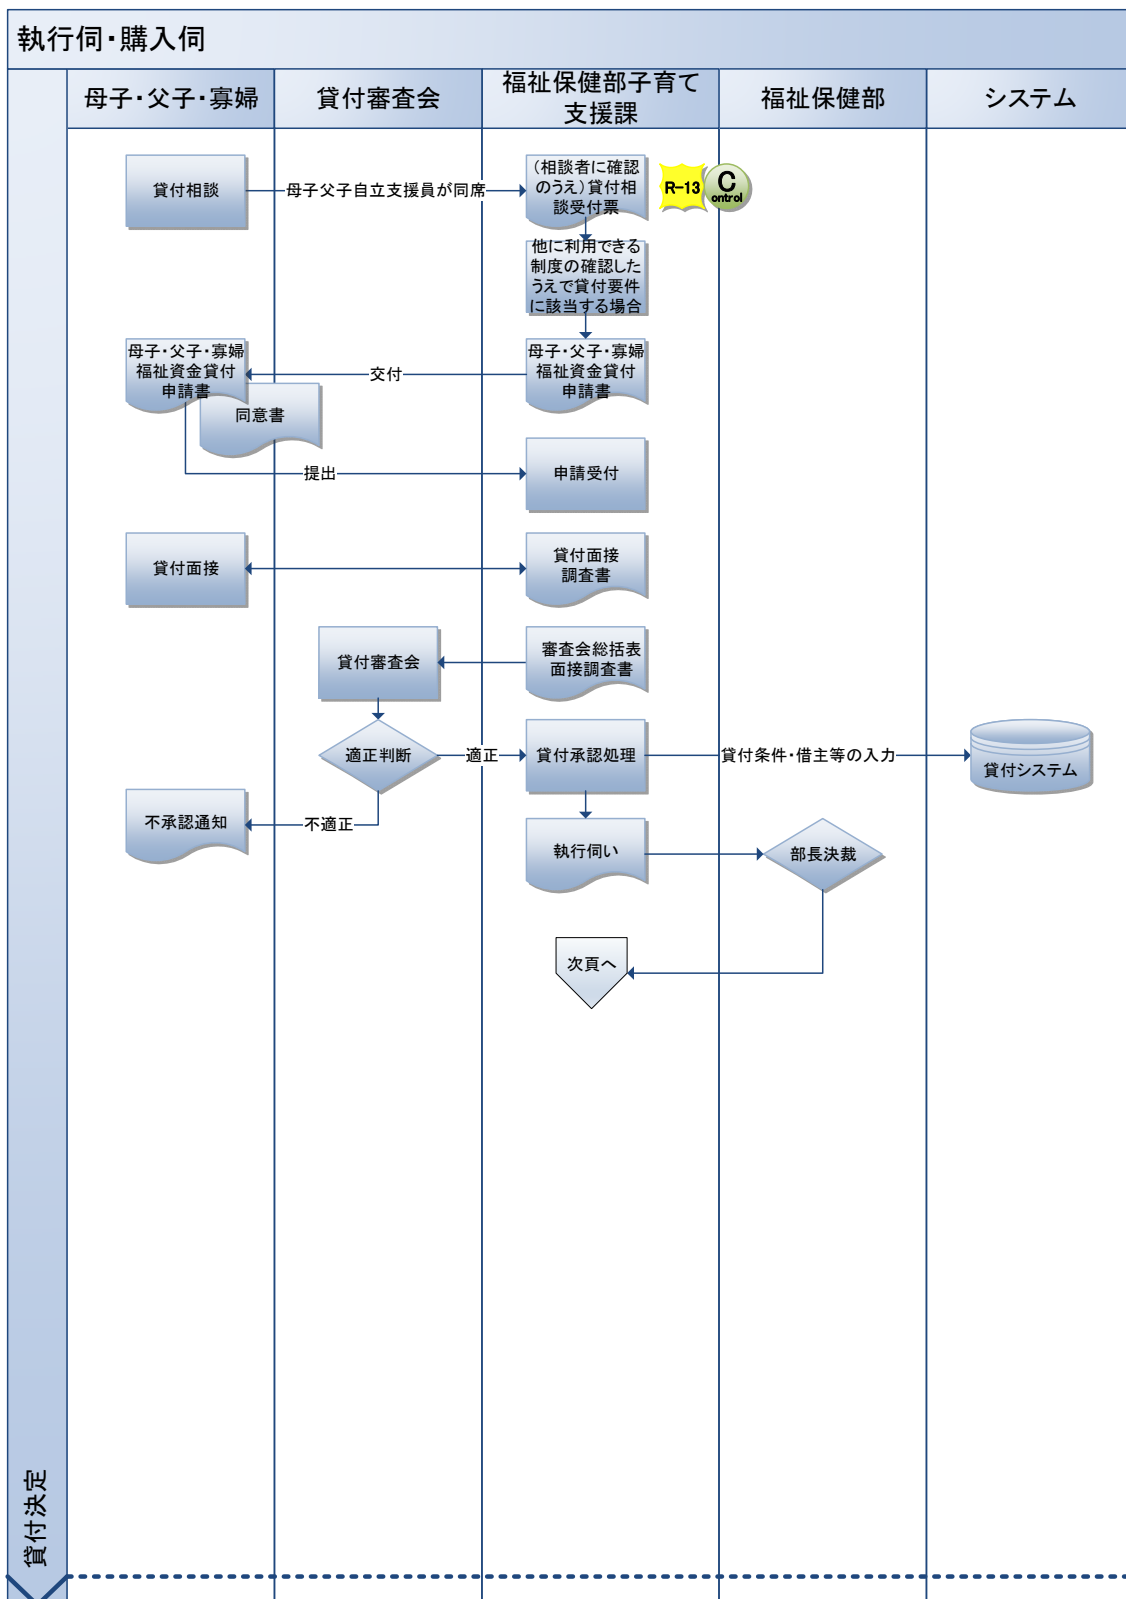 執行伺・購入伺
母子・父子・寡婦
貸付審査会
福祉保健部子育て
支援課
福祉保健部
システム
貸付相談
母子父子自立支援員が同席
（相談者に確認
のうえ）貸付相
談受付票
R-13
C
ontrol
他に利用できる
制度の確認した
うえで貸付要件
に該当する場合
母子・父子・寡婦
福祉資金貸付
申請書
交付
母子・父子・寡婦
福祉資金貸付
申請書
同意書
提出
申請受付
貸付面接
貸付面接
調査書
貸付審査会
審査会総括表
面接調査書
適正判断
適正
貸付承認処理
貸付条件・借主等の入力
貸付システム
不承認通知
不適正
執行伺い
部長決裁
次頁へ
貸付決定